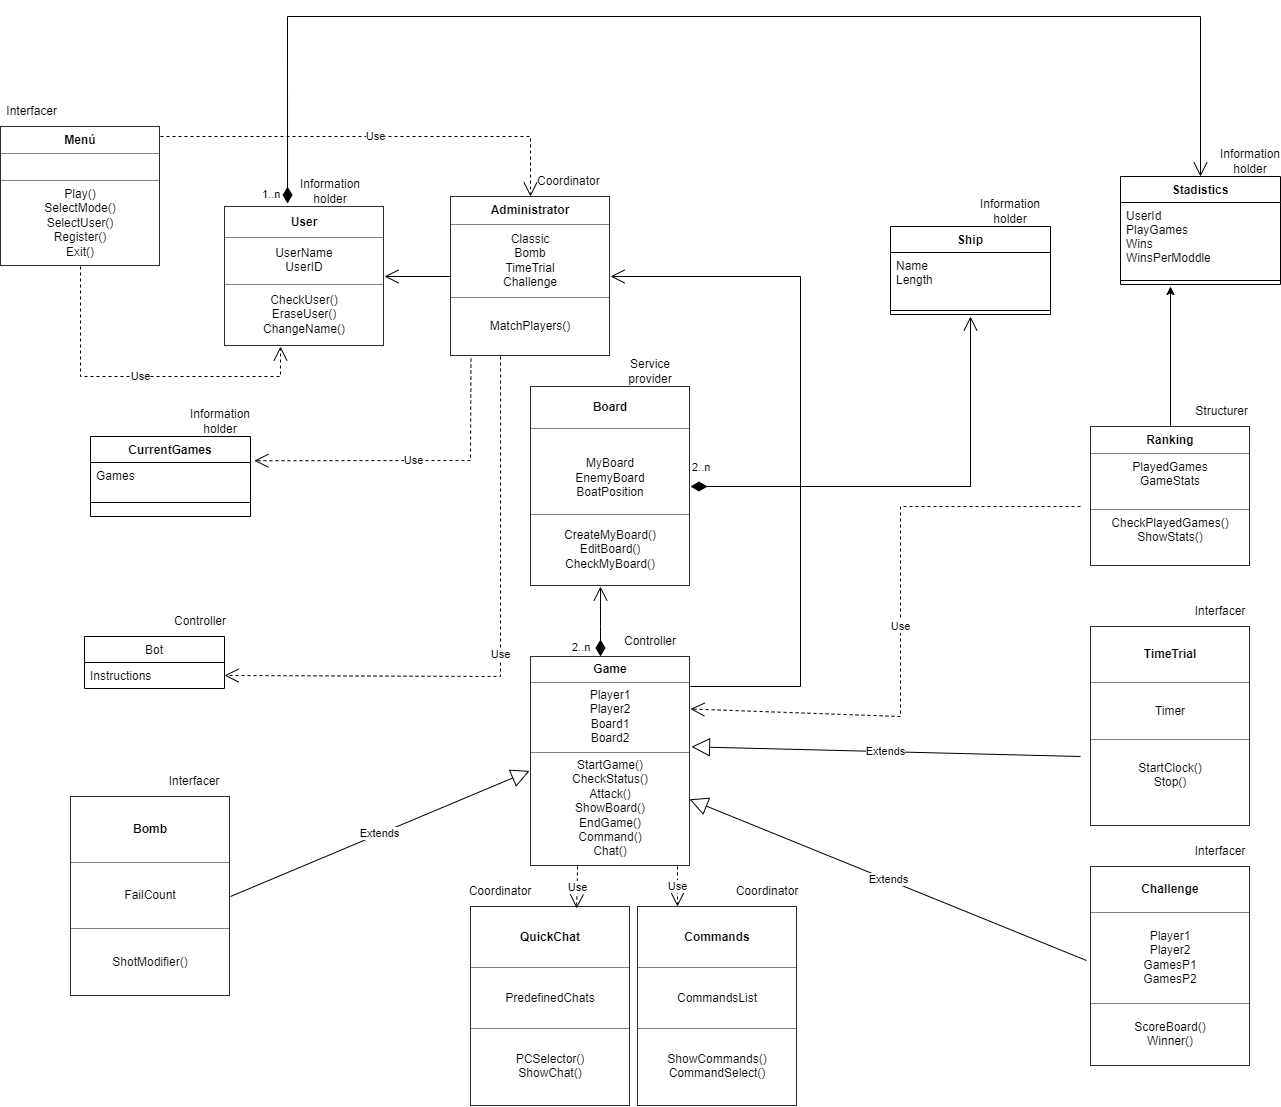 Interfacer
Menú
Play()
SelectMode()
SelectUser()
Register()
Exit()
Use
Use
1..n
Information
holder
User
UserName
UserID
CheckUser()
EraseUser()
ChangeName()
Coordinator
Administrator
Classic
Bomb
TimeTrial
Challenge
MatchPlayers()
Information
holder
Ship
Name
Length
Information
holder
Stadistics
UserId
PlayGames
Wins
WinsPerModdle
Information
holder
CurrentGames
Games
Use
Service
provider
Board
MyBoard
EnemyBoard
BoatPosition
CreateMyBoard()
EditBoard()
CheckMyBoard()
2..n
Structurer
Ranking
PlayedGames
GameStats
CheckPlayedGames()
ShowStats()
Use
Controller
Bot
Instructions
Use
2..n
Controller
Game
Player1
Player2
Board1
Board2
StartGame()
CheckStatus()
Attack()
ShowBoard()
EndGame()
Command()
Chat()
Interfacer
TimeTrial
Timer
StartClock()
Stop()
Extends
Interfacer
Bomb
FailCount
ShotModifier()
Extends
Extends
Interfacer
Challenge
Player1
Player2
GamesP1
GamesP2
ScoreBoard()
Winner()
Use
Use
Coordinator
QuickChat
PredefinedChats
PCSelector()
ShowChat()
Coordinator
Commands
CommandsList
ShowCommands()
CommandSelect()